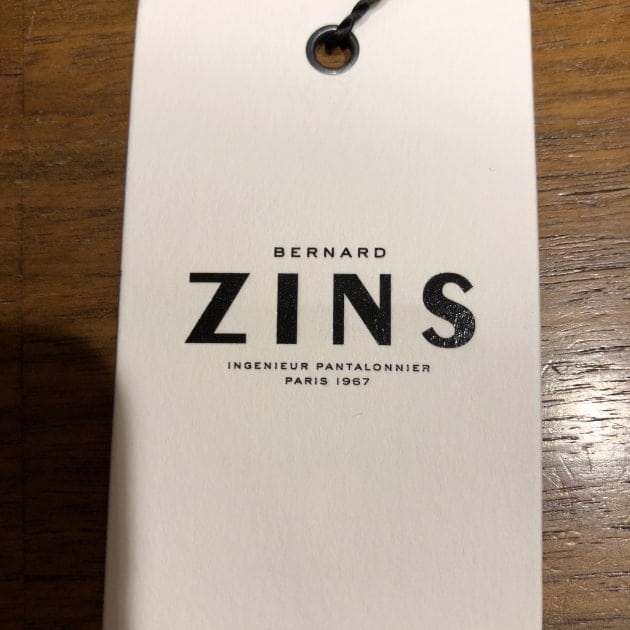 BERNARD
ZINS
INGENIEUR PANTALONNIER
PARIS 1967